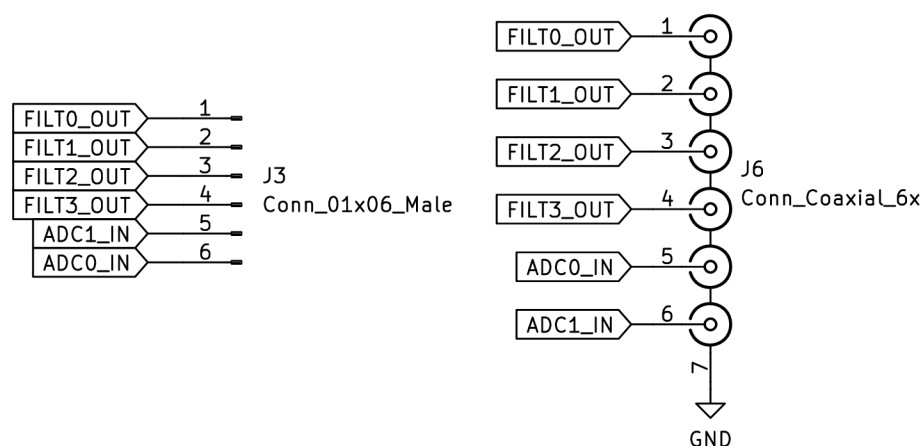 FILT0_OUT 1
FILT1_OUT 2
FILT2_OUT 3
FILT3_OUT 4
ADC1_IN 5
ADC0_IN 6
J3
Conn_01x06_Male
FILT0_OUT 1
FILT1_OUT 2
FILT2_OUT 3
FILT3_OUT 4
ADC0_IN 5
ADC1_IN 6
7
GND
J6
Conn_Coaxial_6x